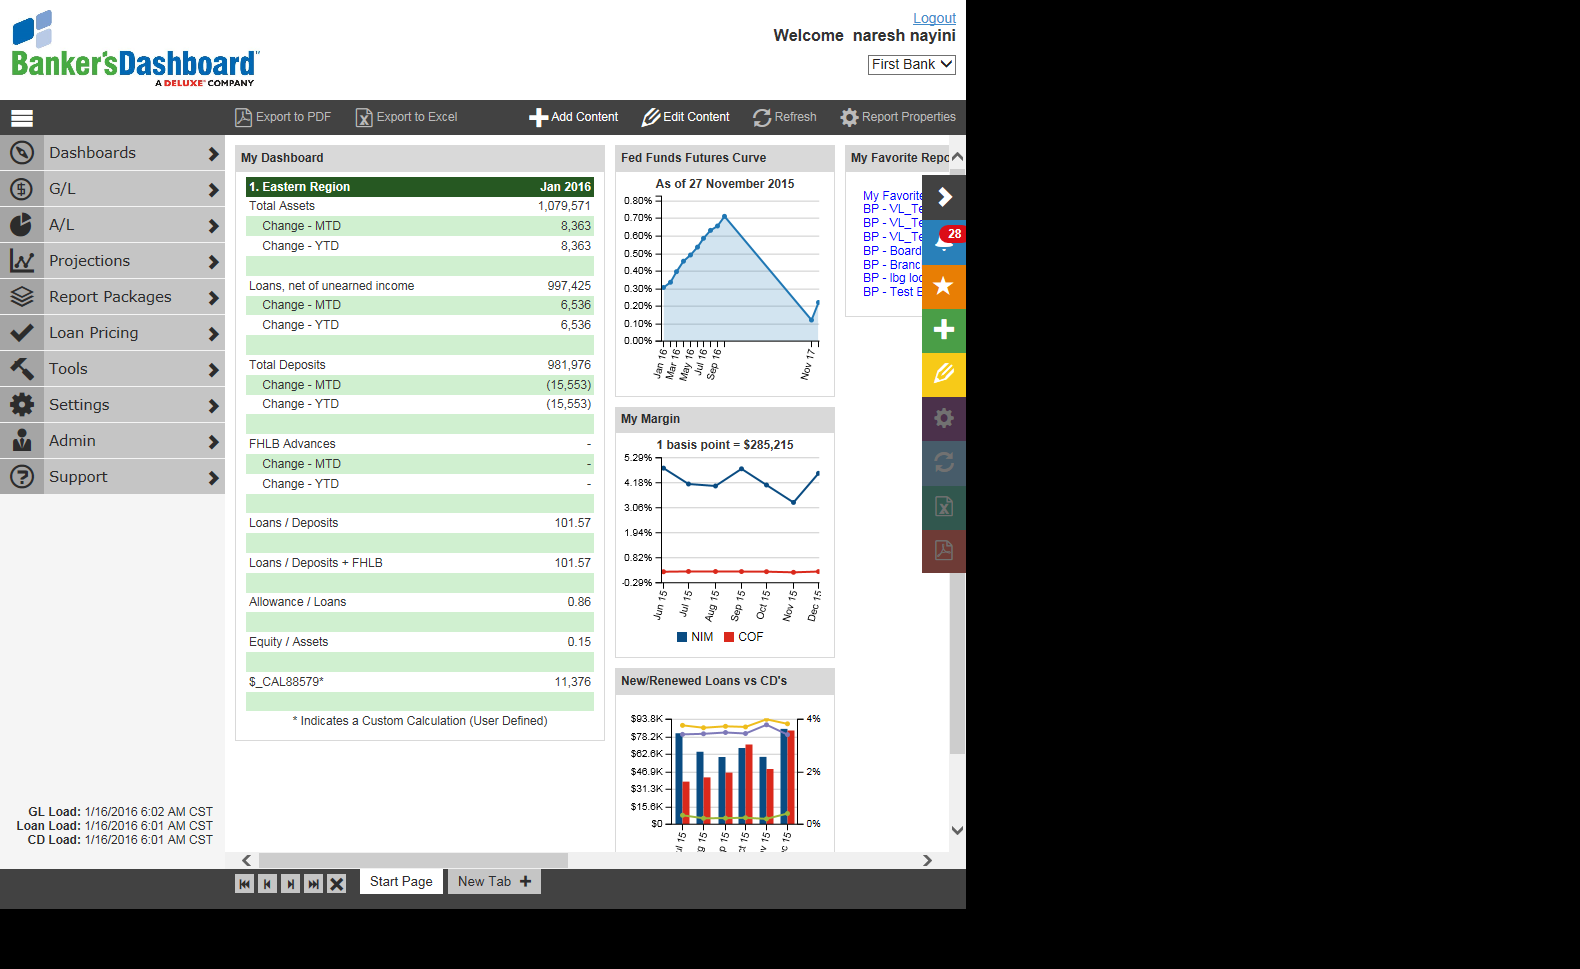 Logout
Welcome naresh nayini
First Bank
Banker'sDashboard
A DELUXE COMPANY
Export to PDF
Export to Excel
Add Content
Edit Content
Refresh
Report Properties
Dashboards
G/L
A/L
Projections
Report Packages
Loan Pricing
Tools
Settings
Admin
Support
GL Load: 1/16/2016 6:02 AM CST
Loan Load: 1/16/2016 6:01 AM CST
CD Load: 1/16/2016 6:01 AM CST
My Dashboard
1. Eastern Region Jan 2016
Total Assets 1,079,571
Change - MTD 8,363
Change - YTD 8,363
Loans, net of unearned income 997,425
Change - MTD 6,536
Change - YTD 6,536
Total Deposits 981,976
Change - MTD (15,553)
Change - YTD (15,553)
FHLB Advances -
Change - MTD -
Change - YTD -
Loans / Deposits 101.57
Loans / Deposits + FHLB 101.57
Allowance / Loans 0.86
Equity / Assets 0.15
$_CAL88579* 11,376
* Indicates a Custom Calculation (User Defined)
Fed Funds Futures Curve
As of 27 November 2015
0.80%
0.70%
0.60%
0.50%
0.40%
0.30%
0.20%
0.10%
0.00%
Jan 16
Mar 16
May 16
Jul 16
Sep 16
Nov 17
My Margin
1 basis point = $285,215
5.29%
4.18%
3.06%
1.94%
0.82%
-0.29%
Jun 15
Jul 15
Aug 15
Sep 15
Oct 15
Nov 15
Dec 15
NIM COF
New/Renewed Loans vs CD's
$93.8K
$78.2K
$62.6K
$46.9K
$31.3K
$15.6K
$0
4%
2%
0%
My Favorite
My Favorite
BP - VL_Te
BP - VL_Te
BP - VL_Te
BP - Board
BP - Branc
BP - lbg loc
BP - Test
28
Start Page
New Tab